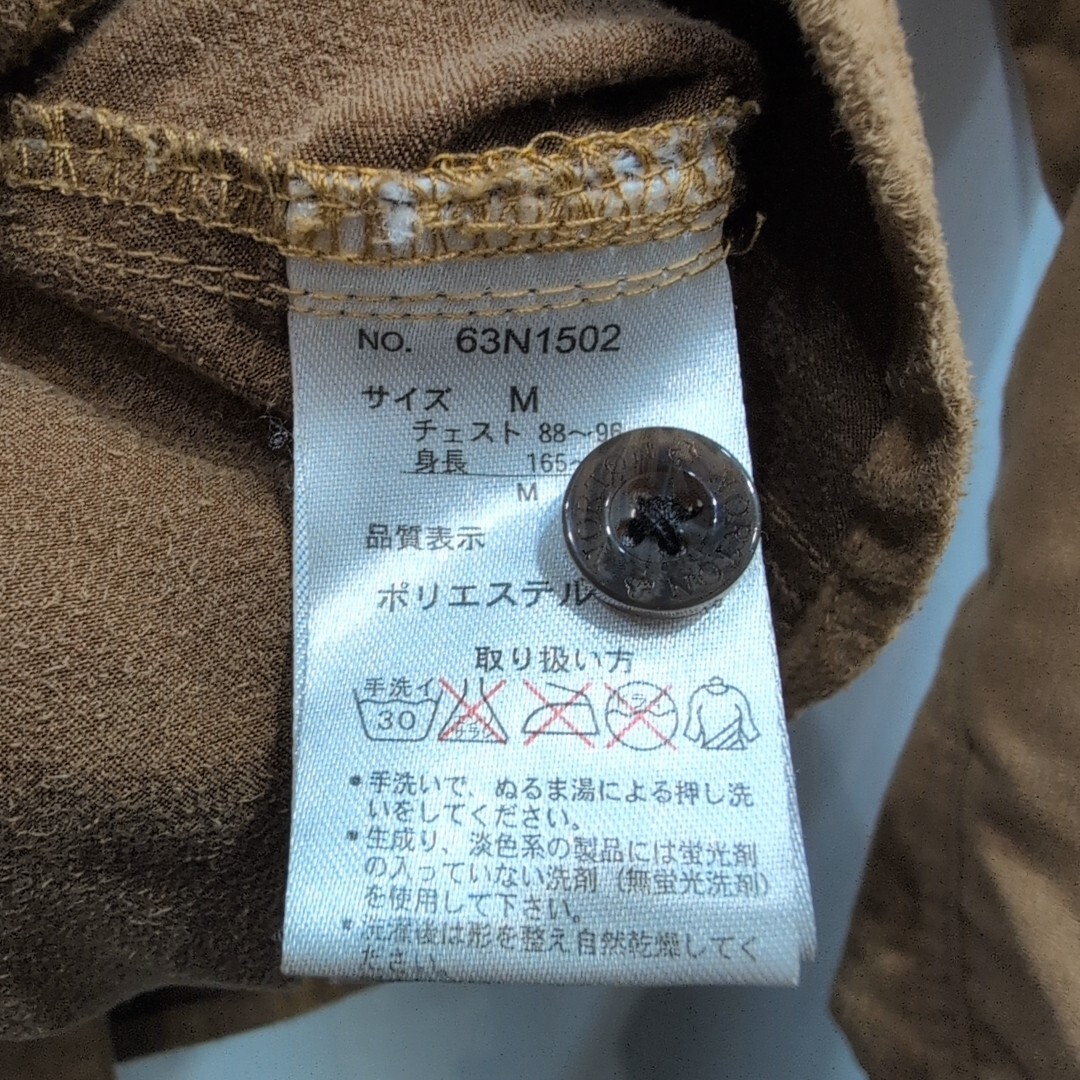 NO. 63N1502
サイズ M
チェスト 88〜96
身長 165〜
M
品質表示
ポリエステル
取り扱い方
手洗イ
30
•手洗いで、ぬるま湯による押し洗
いをしてください。
•生成り、淡色系の製品には蛍光剤
の入っていない洗剤（無蛍光洗剤）
を使用して下さい。
•洗濯後は形を整え自然乾燥してく
ださい。